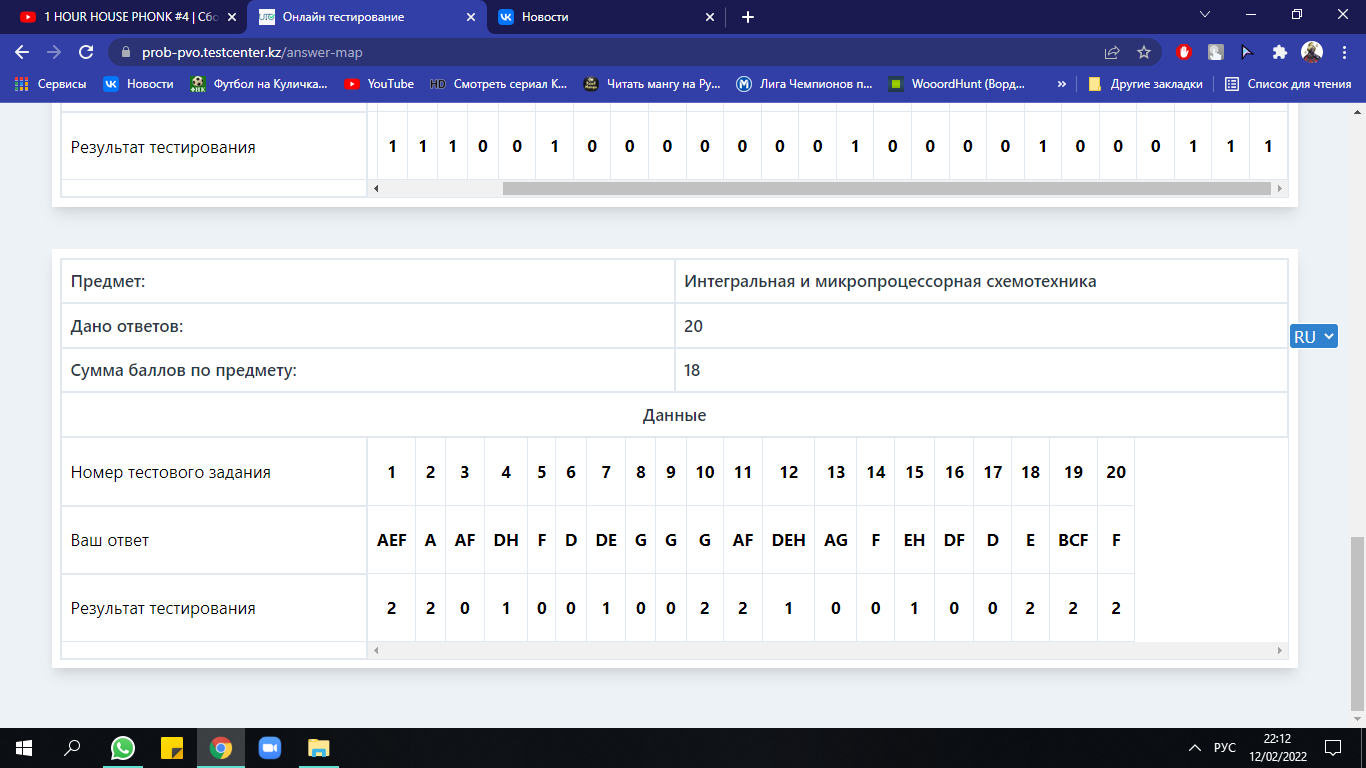 1 HOUR HOUSE PHONK #4 | Сбо
Онлайн тестирование
Новости
prob-pvo.testcenter.kz/answer-map
Сервисы Новости Футбол на Куличка... YouTube HD Смотреть сериал К... Читать мангу на Ру... Лига Чемпионов п... WooordHunt (Ворд... » Другие закладки Список для чтения
Результат тестирования 1 1 1 0 0 1 0 0 0 0 0 0 0 1 0 0 0 0 1 0 0 0 1 1 1
Предмет: Интегральная и микропроцессорная схемотехника
Дано ответов: 20
RU
Сумма баллов по предмету: 18
Данные
Номер тестового задания 1 2 3 4 5 6 7 8 9 10 11 12 13 14 15 16 17 18 19 20
Ваш ответ AEF A AF DH F D DE G G G AF DEH AG F EH DF D E BCF F
Результат тестирования 2 2 0 1 0 0 1 0 0 2 2 1 0 0 1 0 0 2 2 2
РУС
22:12
12/02/2022